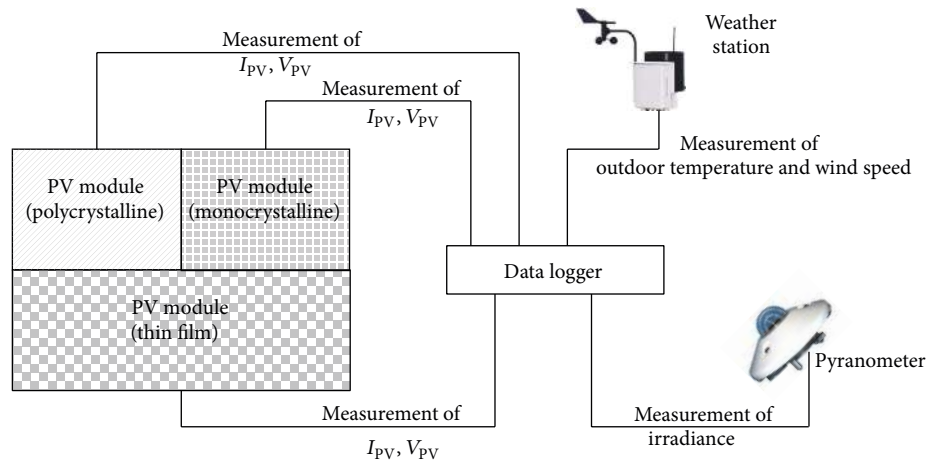 Measurement of
I_PV, V_PV
Measurement of
I_PV, V_PV
Weather
station
Measurement of
outdoor temperature and wind speed
PV module
(polycrystalline)
PV module
(monocrystalline)
Data logger
PV module
(thin film)
Pyranometer
Measurement of
I_PV, V_PV
Measurement of
irradiance